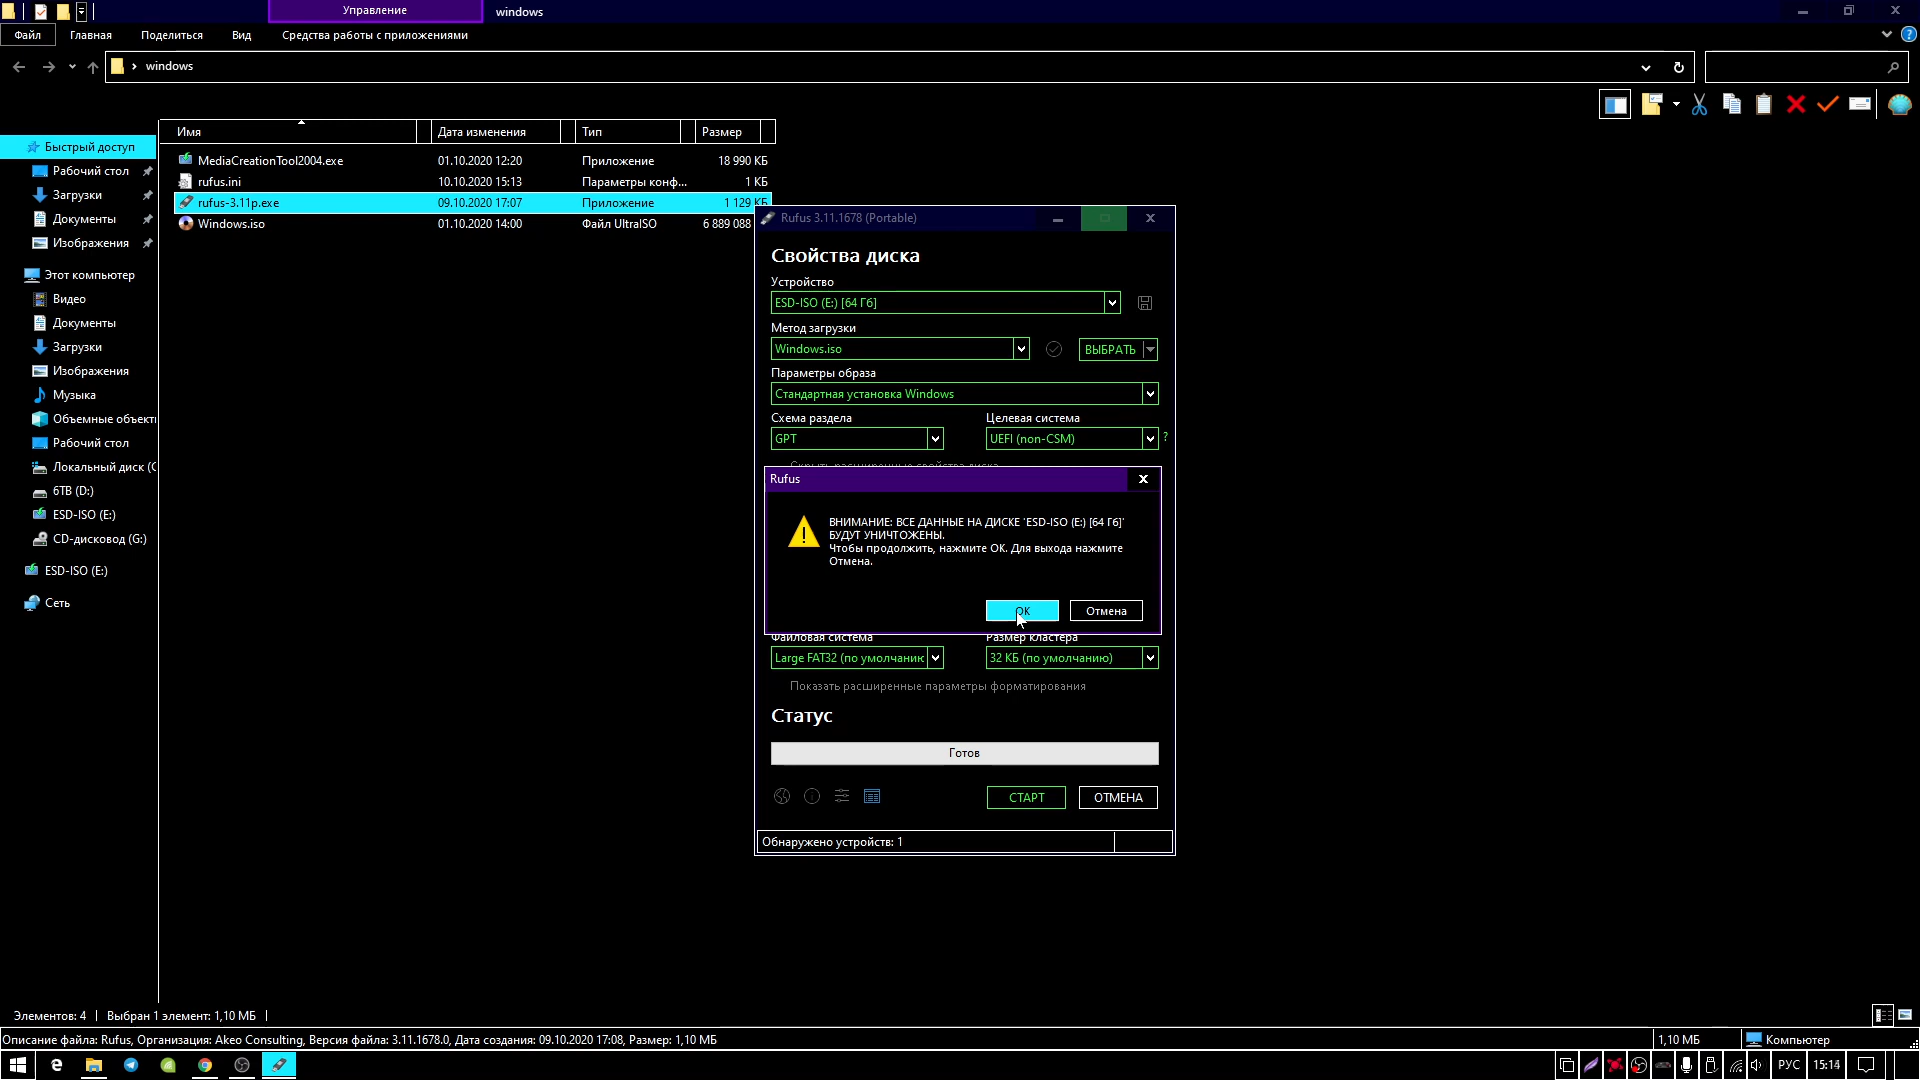 Управление
windows
Файл
Главная
Поделиться
Вид
Средства работы с приложениями
windows
Имя
Дата изменения
Тип
Размер
MediaCreationTool2004.exe 01.10.2020 12:20 Приложение 18 990 КБ
rufus.ini 10.10.2020 15:13 Параметры конф... 1 КБ
rufus-3.11p.exe 09.10.2020 17:07 Приложение 1 129 КБ
Windows.iso 01.10.2020 14:00 Файл UltraISO 6 889 088
Быстрый доступ
Рабочий стол
Загрузки
Документы
Изображения
Этот компьютер
Видео
Документы
Загрузки
Изображения
Музыка
Объемные объекты
Рабочий стол
Локальный диск (C
6TB (D:)
ESD-ISO (E:)
CD-дисковод (G:)
ESD-ISO (E:)
Сеть
Rufus 3.11.1678 (Portable)
Свойства диска
Устройство
ESD-ISO (E:) [64 Гб]
Метод загрузки
Windows.iso
ВЫБРАТЬ
Параметры образа
Стандартная установка Windows
Схема раздела
Целевая система
GPT
UEFI (non-CSM)
?
Скрыть расширенные свойства диска
Rufus
ВНИМАНИЕ: ВСЕ ДАННЫЕ НА ДИСКЕ 'ESD-ISO (E:) [64 Гб]'
БУДУТ УНИЧТОЖЕНЫ.
Чтобы продолжить, нажмите ОК. Для выхода нажмите
Отмена.
ОК
Отмена
Файловая система
Размер кластера
Large FAT32 (по умолчанию
32 КБ (по умолчанию)
Показать расширенные параметры форматирования
Статус
Готов
СТАРТ
ОТМЕНА
Обнаружено устройств: 1
Элементов: 4
Выбран 1 элемент: 1,10 МБ
Описание файла: Rufus, Организация: Akeo Consulting, Версия файла: 3.11.1678.0, Дата создания: 09.10.2020 17:08, Размер: 1,10 МБ
1,10 МБ
Компьютер
РУС
15:14